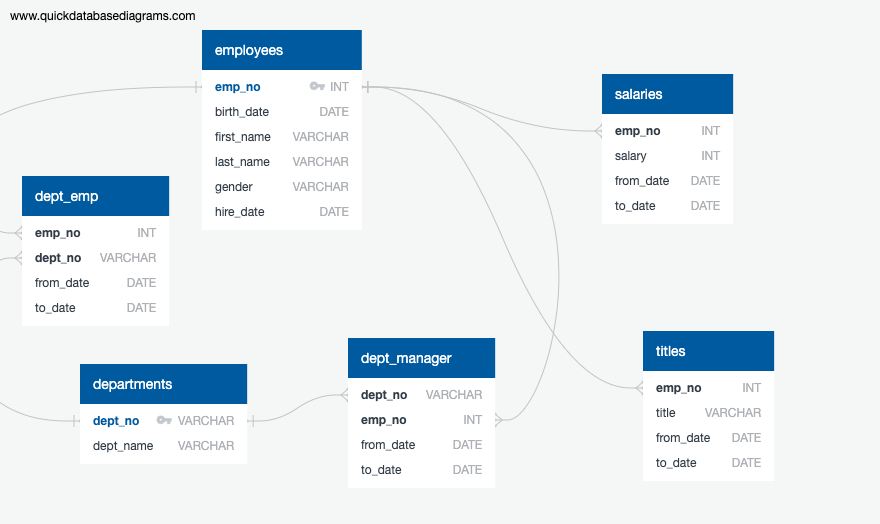 www.quickdatabasediagrams.com
employees
emp_no INT
birth_date DATE
first_name VARCHAR
last_name VARCHAR
gender VARCHAR
hire_date DATE
salaries
emp_no INT
salary INT
from_date DATE
to_date DATE
dept_emp
emp_no INT
dept_no VARCHAR
from_date DATE
to_date DATE
departments
dept_no VARCHAR
dept_name VARCHAR
dept_manager
dept_no VARCHAR
emp_no INT
from_date DATE
to_date DATE
titles
emp_no INT
title VARCHAR
from_date DATE
to_date DATE